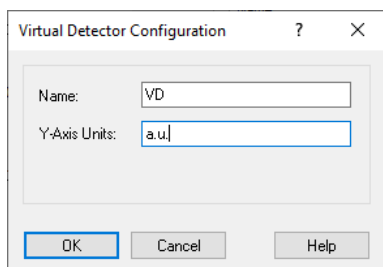 Virtual Detector Configuration ? ✕
Name: VD
Y-Axis Units: a.u.
OK Cancel Help